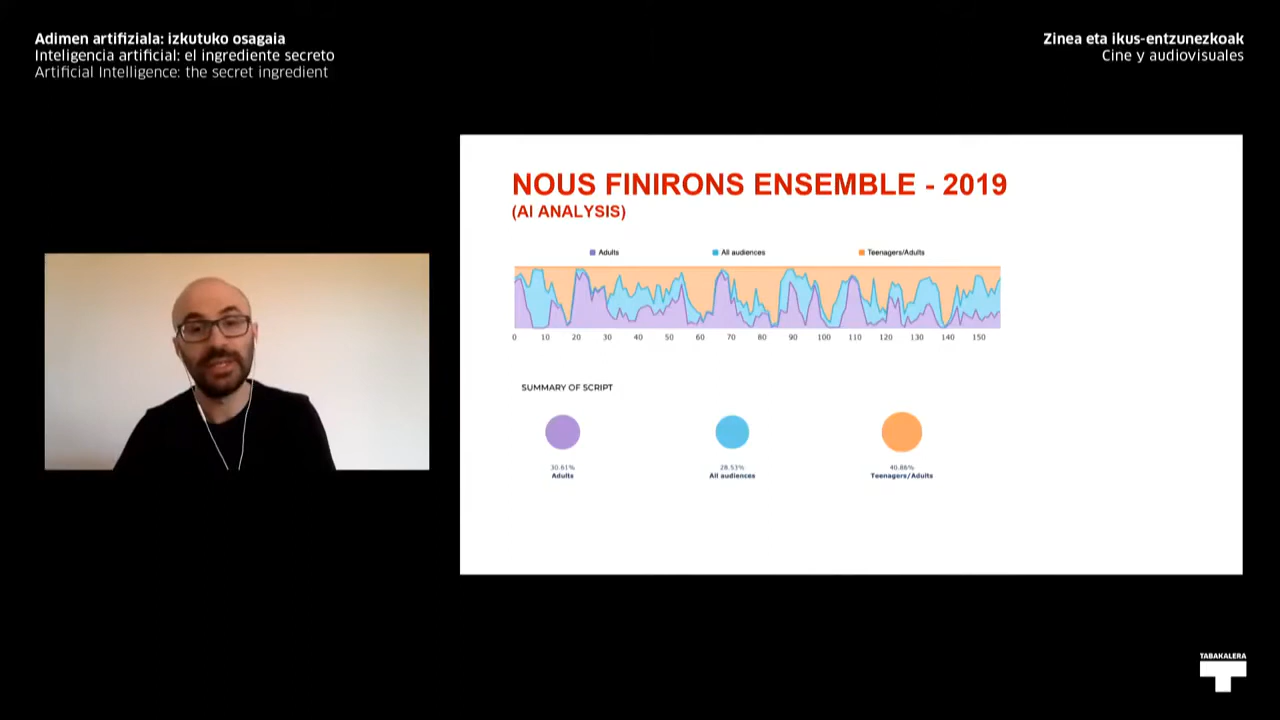 Adimen artifiziala: izkutuko osagaia
Inteligencia artificial: el ingrediente secreto
Artificial Intelligence: the secret ingredient
Zinea eta ikus-entzunezkoak
Cine y audiovisuales
NOUS FINIRONS ENSEMBLE - 2019
(AI ANALYSIS)
Adults All audiences Teenagers/Adults
0 10 20 30 40 50 60 70 80 90 100 110 120 130 140 150
SUMMARY OF SCRIPT
30.61% 28.53% 40.86%
Adults All audiences Teenagers/Adults
TABAKALERA